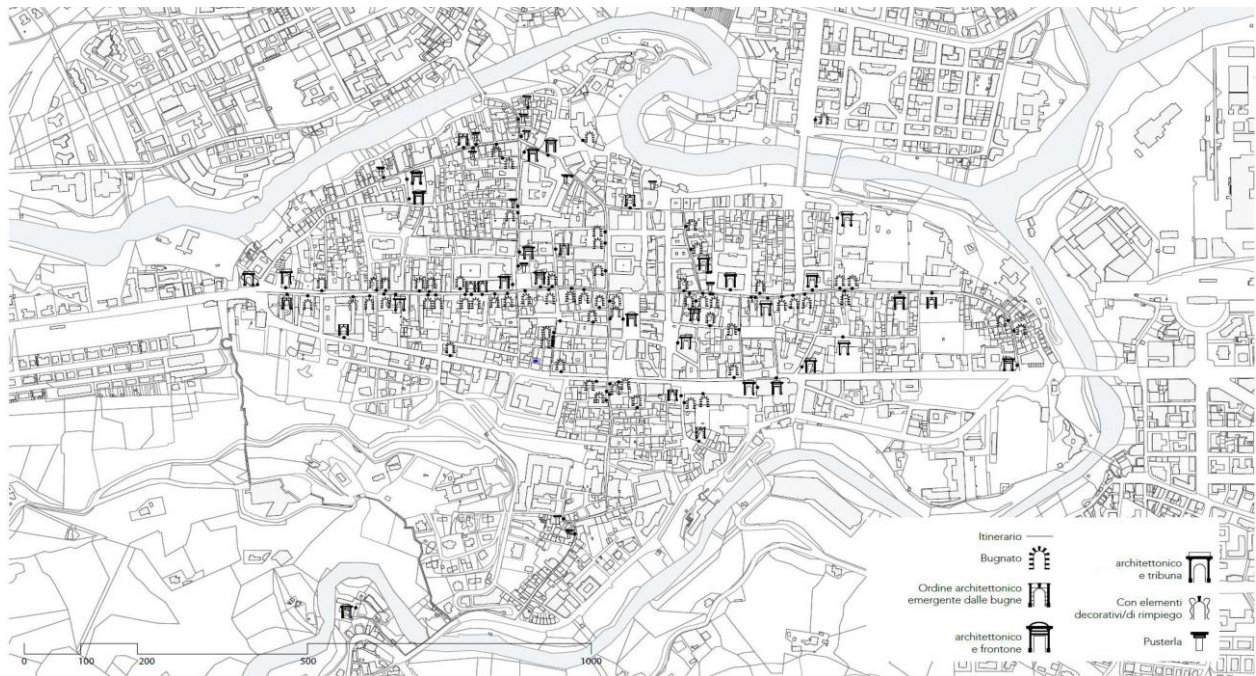 Itinerario
Bugnato
Ordine architettonico
emergente dalle bugne
architettonico
e frontone
architettonico
e tribuna
Con elementi
decorativi/di rimpiego
Pusterla
0 100 200 500 1000